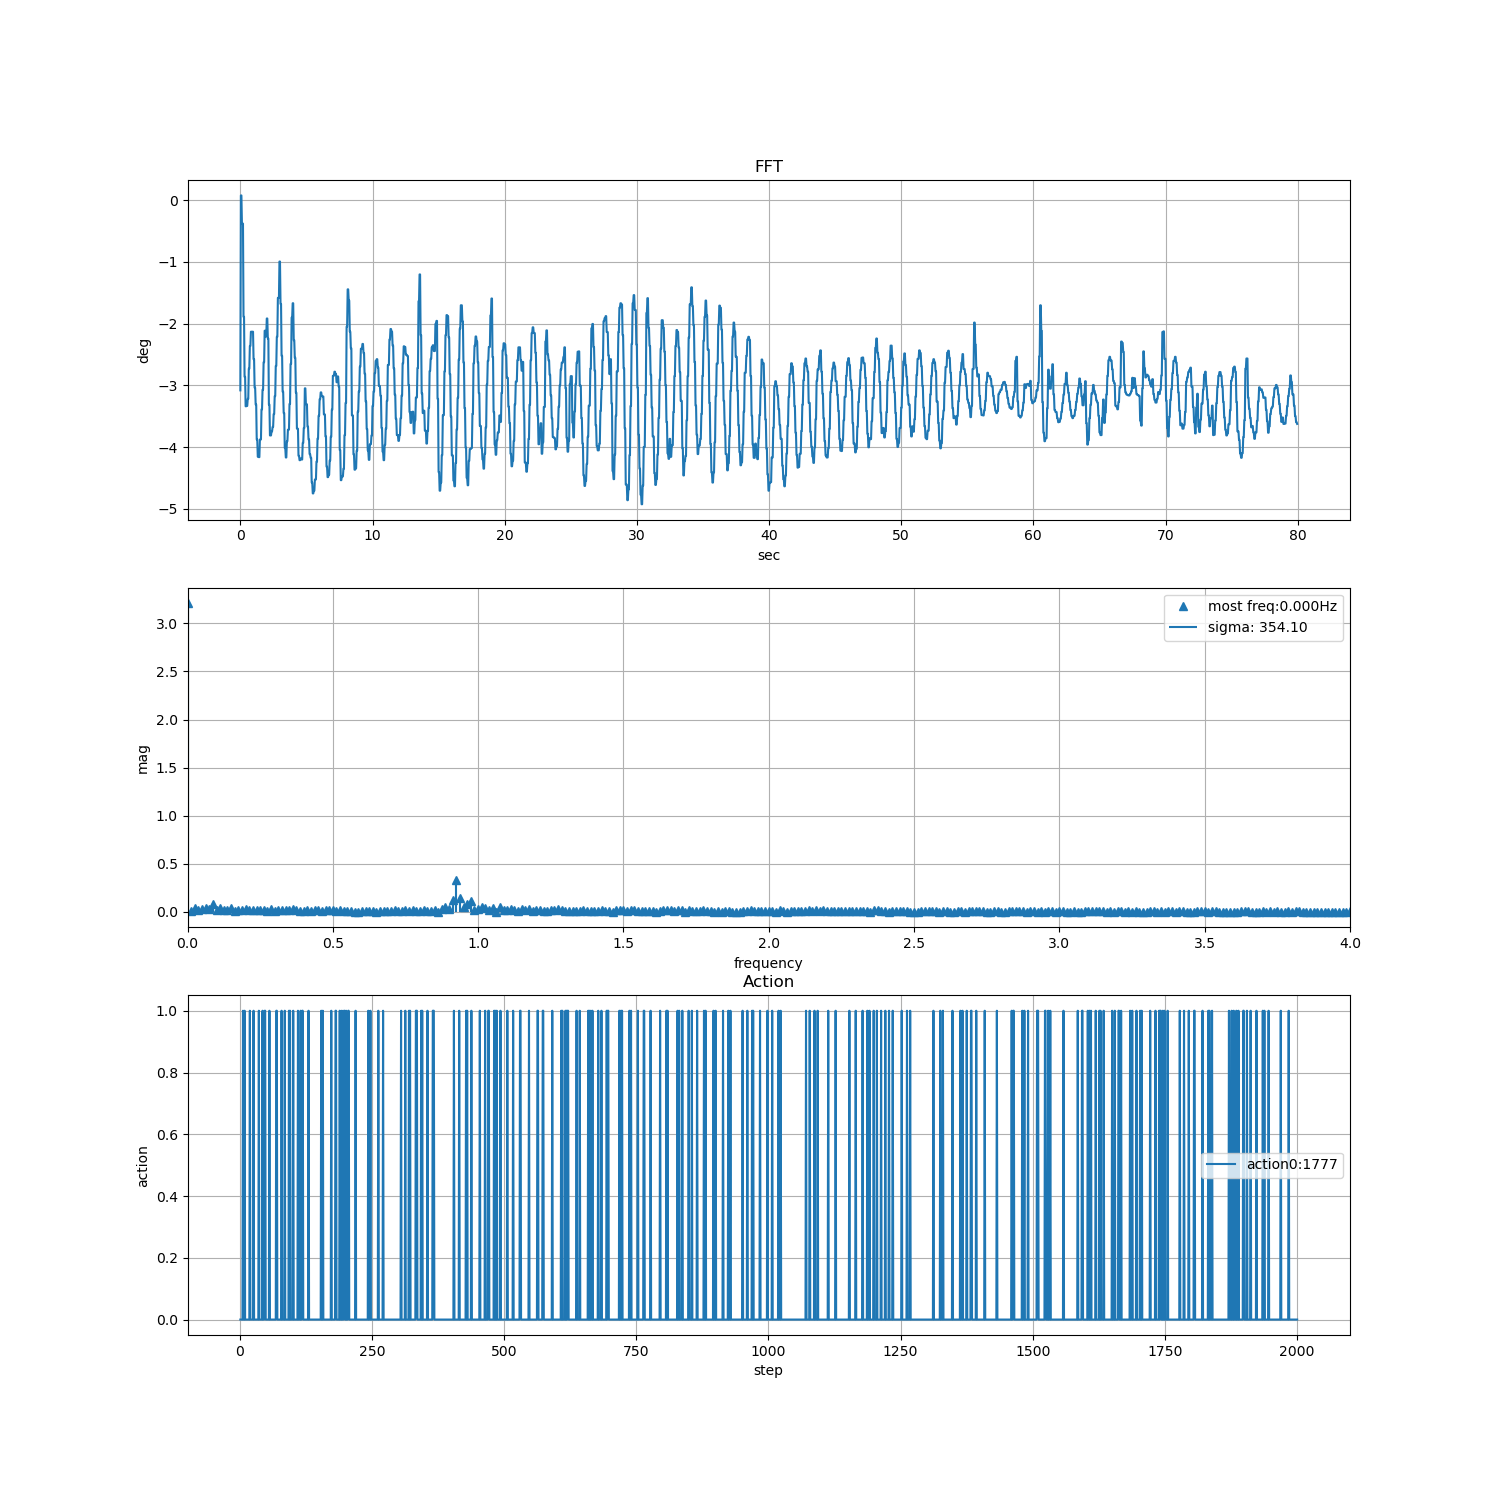 FFT
0
−1
−2
−3
−4
−5
deg
0 10 20 30 40 50 60 70 80
sec
most freq:0.000Hz
sigma: 354.10
3.0
2.5
2.0
1.5
1.0
0.5
0.0
mag
0.0 0.5 1.0 1.5 2.0 2.5 3.0 3.5 4.0
frequency
Action
1.0
0.8
0.6
0.4
0.2
0.0
action
action0:1777
0 250 500 750 1000 1250 1500 1750 2000
step